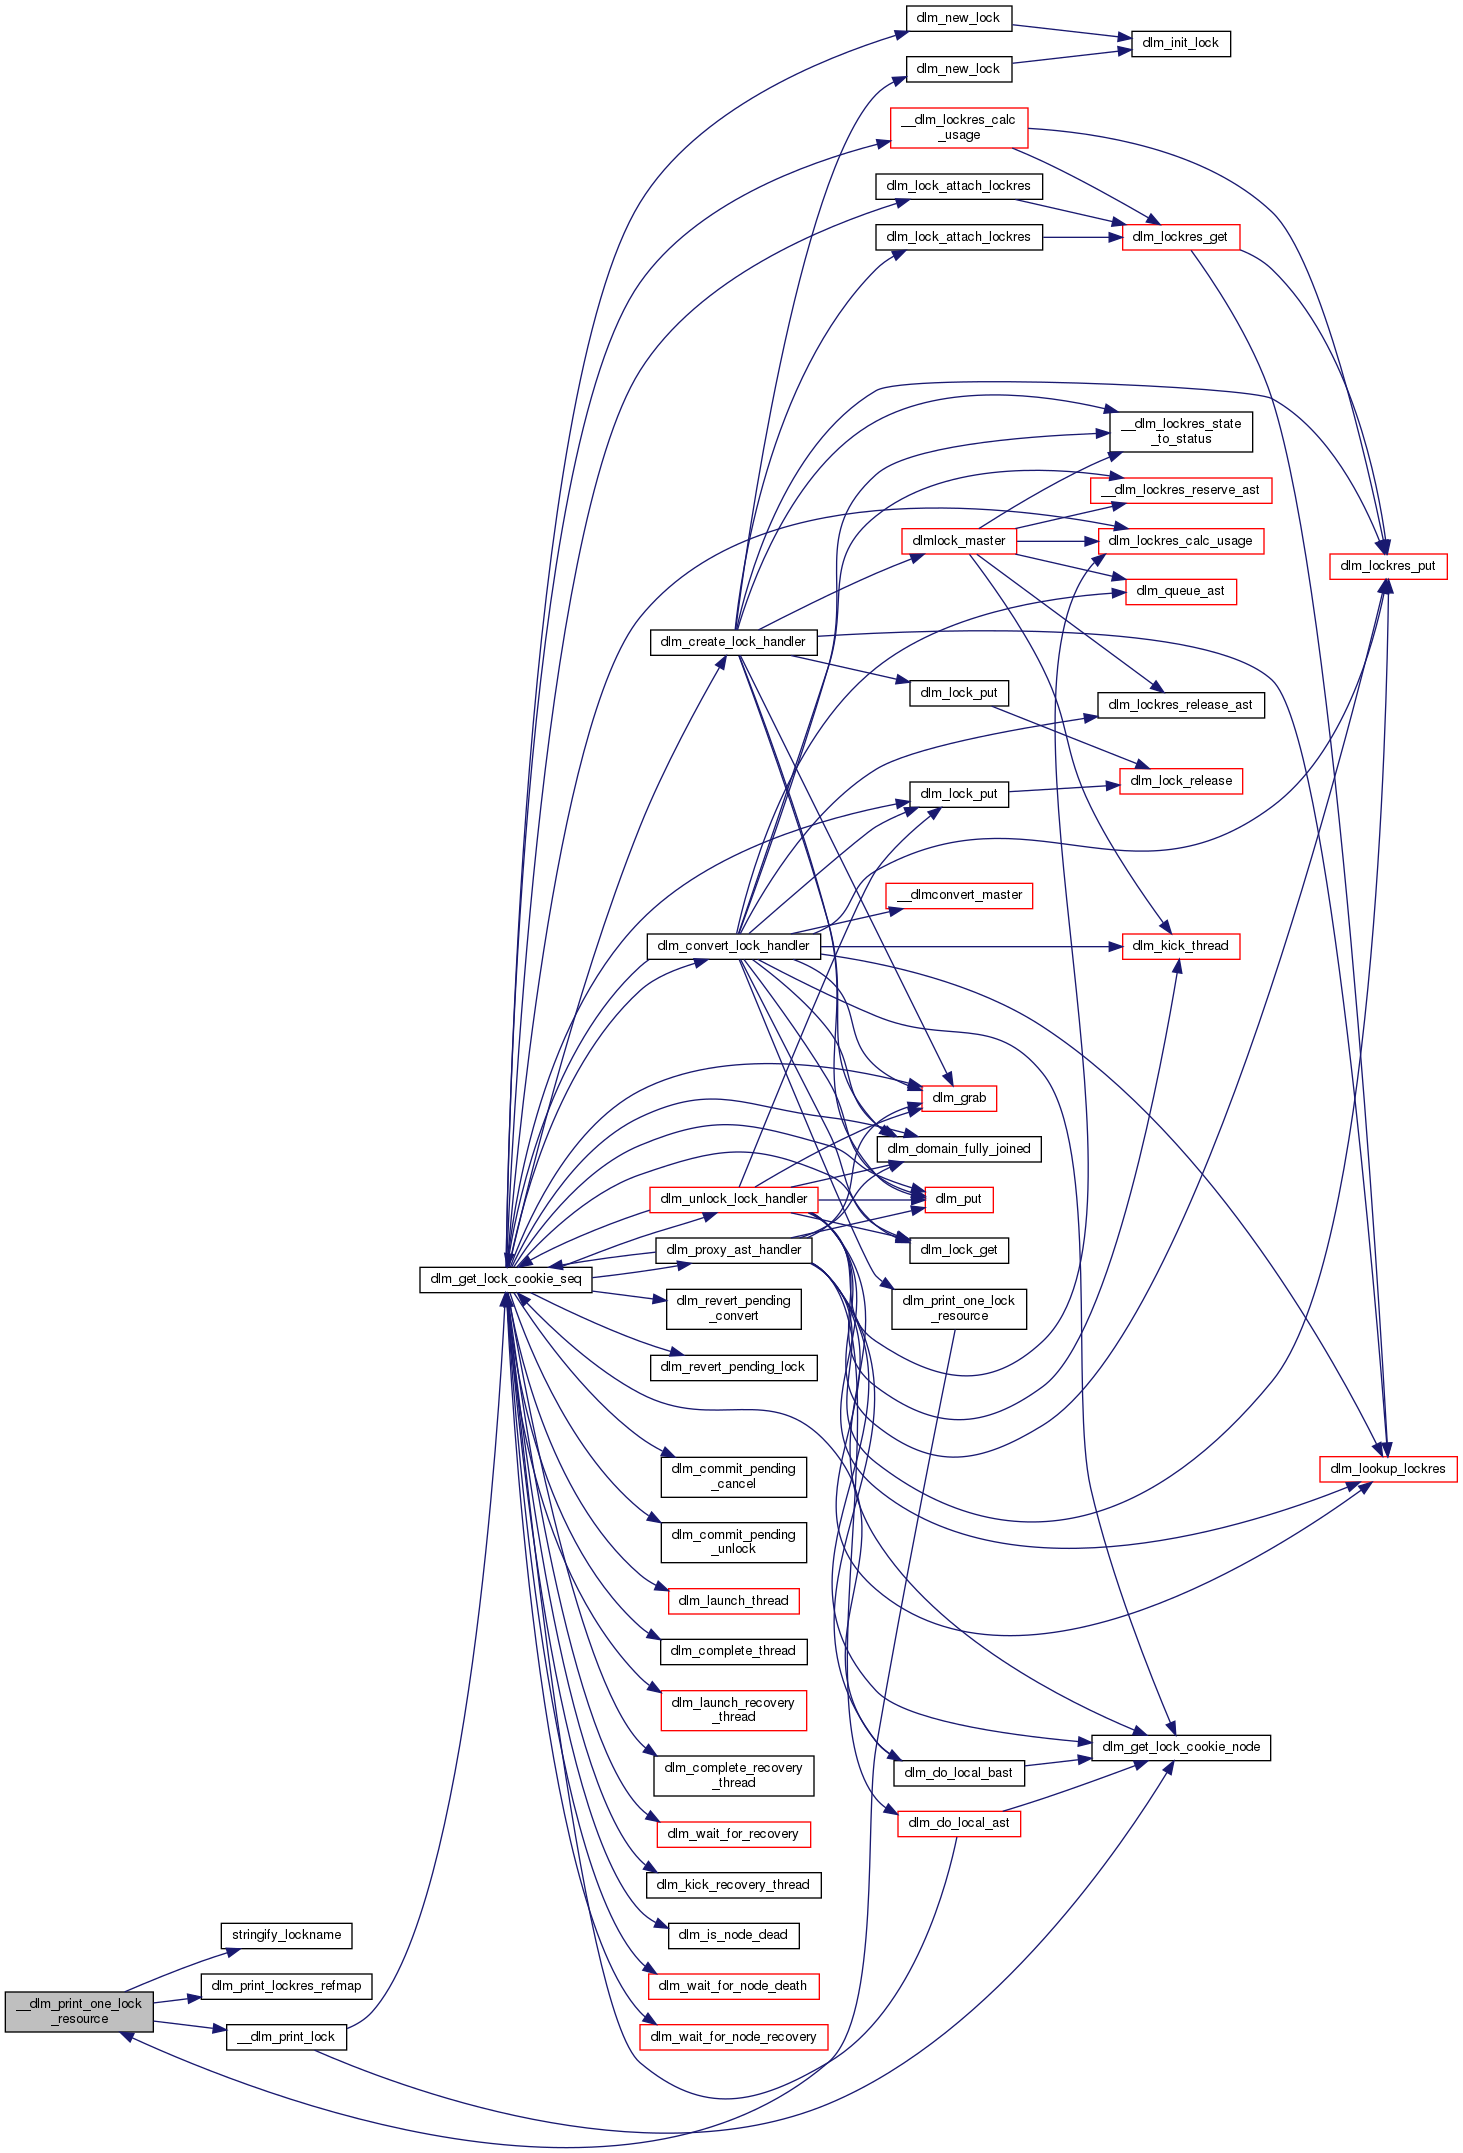 dlm_new_lock
dlm_init_lock
dlm_new_lock
__dlm_lockres_calc
_usage
dlm_lock_attach_lockres
dlm_lock_attach_lockres
dlm_lockres_get
__dlm_lockres_state
_to_status
__dlm_lockres_reserve_ast
dlmlock_master
dlm_lockres_calc_usage
dlm_lockres_put
dlm_queue_ast
dlm_create_lock_handler
dlm_lock_put
dlm_lockres_release_ast
dlm_lock_release
dlm_lock_put
__dlmconvert_master
dlm_convert_lock_handler
dlm_kick_thread
dlm_grab
dlm_domain_fully_joined
dlm_unlock_lock_handler
dlm_put
dlm_proxy_ast_handler
dlm_lock_get
dlm_get_lock_cookie_seq
dlm_revert_pending
_convert
dlm_print_one_lock
_resource
dlm_revert_pending_lock
dlm_commit_pending
_cancel
dlm_lookup_lockres
dlm_commit_pending
_unlock
dlm_launch_thread
dlm_complete_thread
dlm_launch_recovery
_thread
dlm_get_lock_cookie_node
dlm_complete_recovery
_thread
dlm_do_local_bast
dlm_do_local_ast
dlm_wait_for_recovery
dlm_kick_recovery_thread
stringify_lockname
dlm_is_node_dead
dlm_print_lockres_refmap
dlm_wait_for_node_death
__dlm_print_one_lock
_resource
__dlm_print_lock
dlm_wait_for_node_recovery